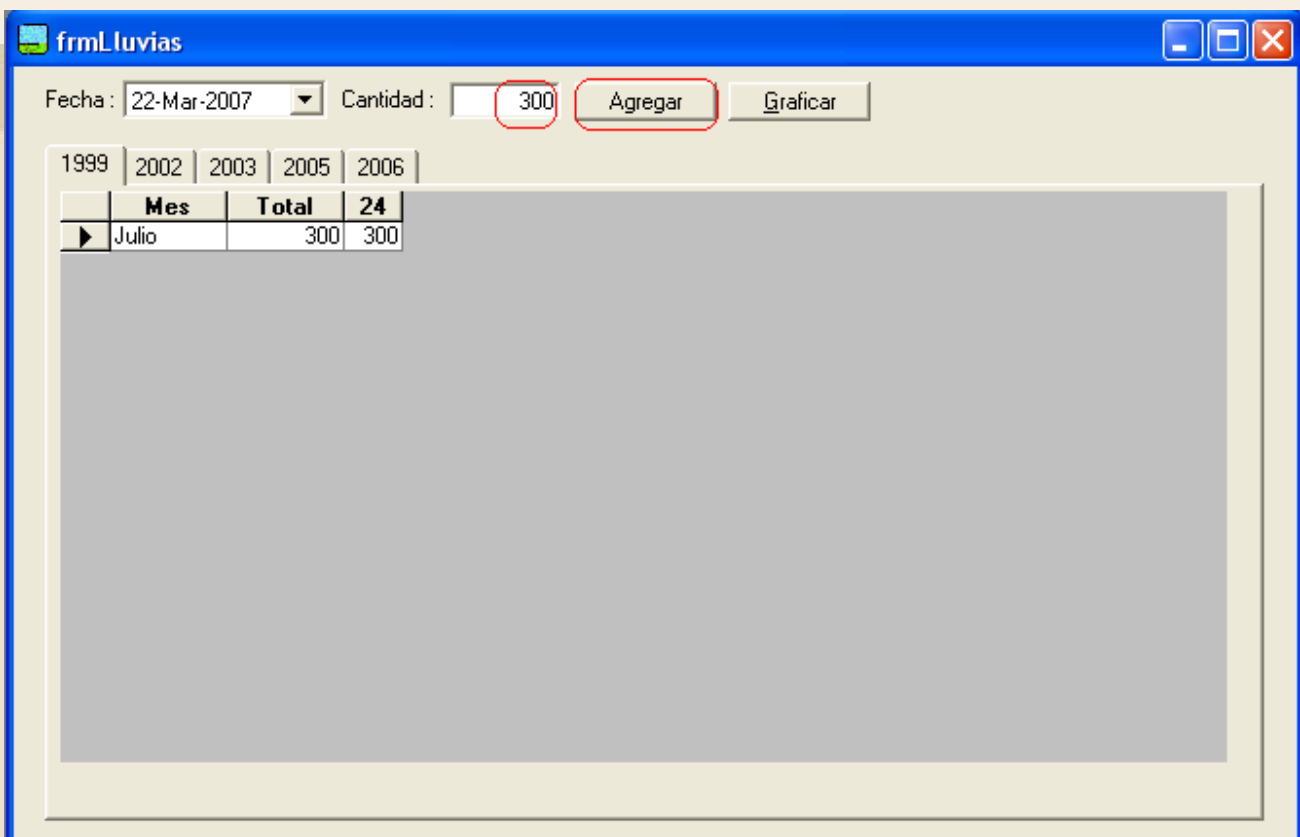 frmLluvias
Fecha : 22-Mar-2007 Cantidad : 300 Agregar Graficar
1999 2002 2003 2005 2006
Mes Total 24
Julio 300 300